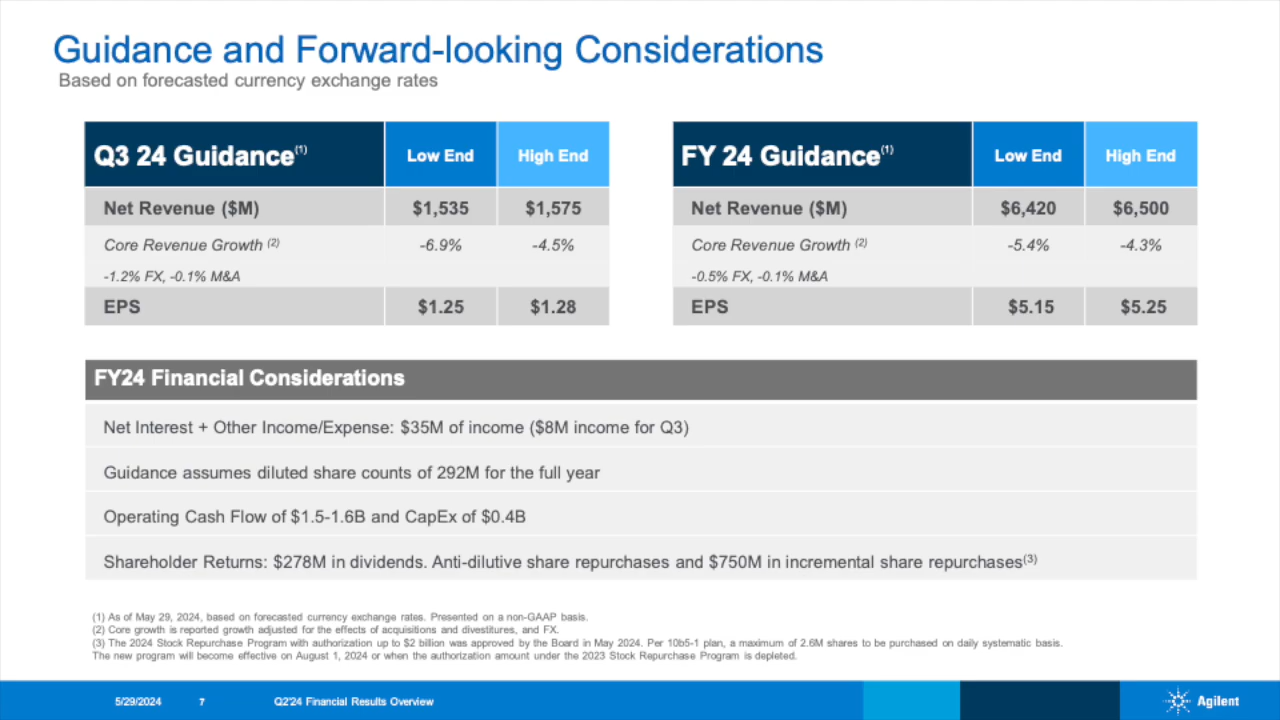 Guidance and Forward-looking Considerations
Based on forecasted currency exchange rates
Q3 24 Guidance(1) Low End High End
Net Revenue ($M) $1,535 $1,575
Core Revenue Growth (2) -6.9% -4.5%
-1.2% FX, -0.1% M&A
EPS $1.25 $1.28
FY 24 Guidance(1) Low End High End
Net Revenue ($M) $6,420 $6,500
Core Revenue Growth (2) -5.4% -4.3%
-0.5% FX, -0.1% M&A
EPS $5.15 $5.25
FY24 Financial Considerations
Net Interest + Other Income/Expense: $35M of income ($8M income for Q3)
Guidance assumes diluted share counts of 292M for the full year
Operating Cash Flow of $1.5-1.6B and CapEx of $0.4B
Shareholder Returns: $278M in dividends. Anti-dilutive share repurchases and $750M in incremental share repurchases(3)
(1) As of May 29, 2024, based on forecasted currency exchange rates. Presented on a non-GAAP basis.
(2) Core growth is reported growth adjusted for the effects of acquisitions and divestitures, and FX.
(3) The 2024 Stock Repurchase Program with authorization up to $2 billion was approved by the Board in May 2024. Per 10b5-1 plan, a maximum of 2.6M shares to be purchased on daily systematic basis.
The new program will become effective on August 1, 2024 or when the authorization amount under the 2023 Stock Repurchase Program is depleted.
5/29/2024 7 Q2'24 Financial Results Overview Agilent